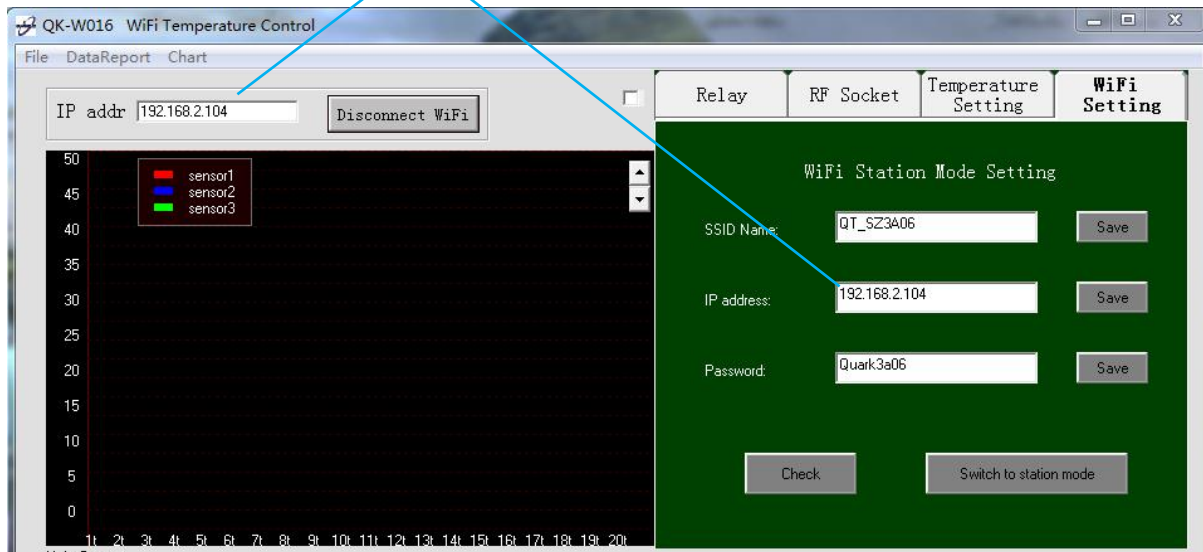 QK-W016 WiFi Temperature Control
File DataReport Chart
IP addr 192.168.2.104 Disconnect WiFi
Relay RF Socket Temperature Setting WiFi Setting
50
45
40
35
30
25
20
15
10
5
0
sensor1
sensor2
sensor3
1t 2t 3t 4t 5t 6t 7t 8t 9t 10t 11t 12t 13t 14t 15t 16t 17t 18t 19t 20t
WiFi Station Mode Setting
SSID Name: QT_SZ3A06 Save
IP address: 192.168.2.104 Save
Password: Quark3a06 Save
Check Switch to station mode